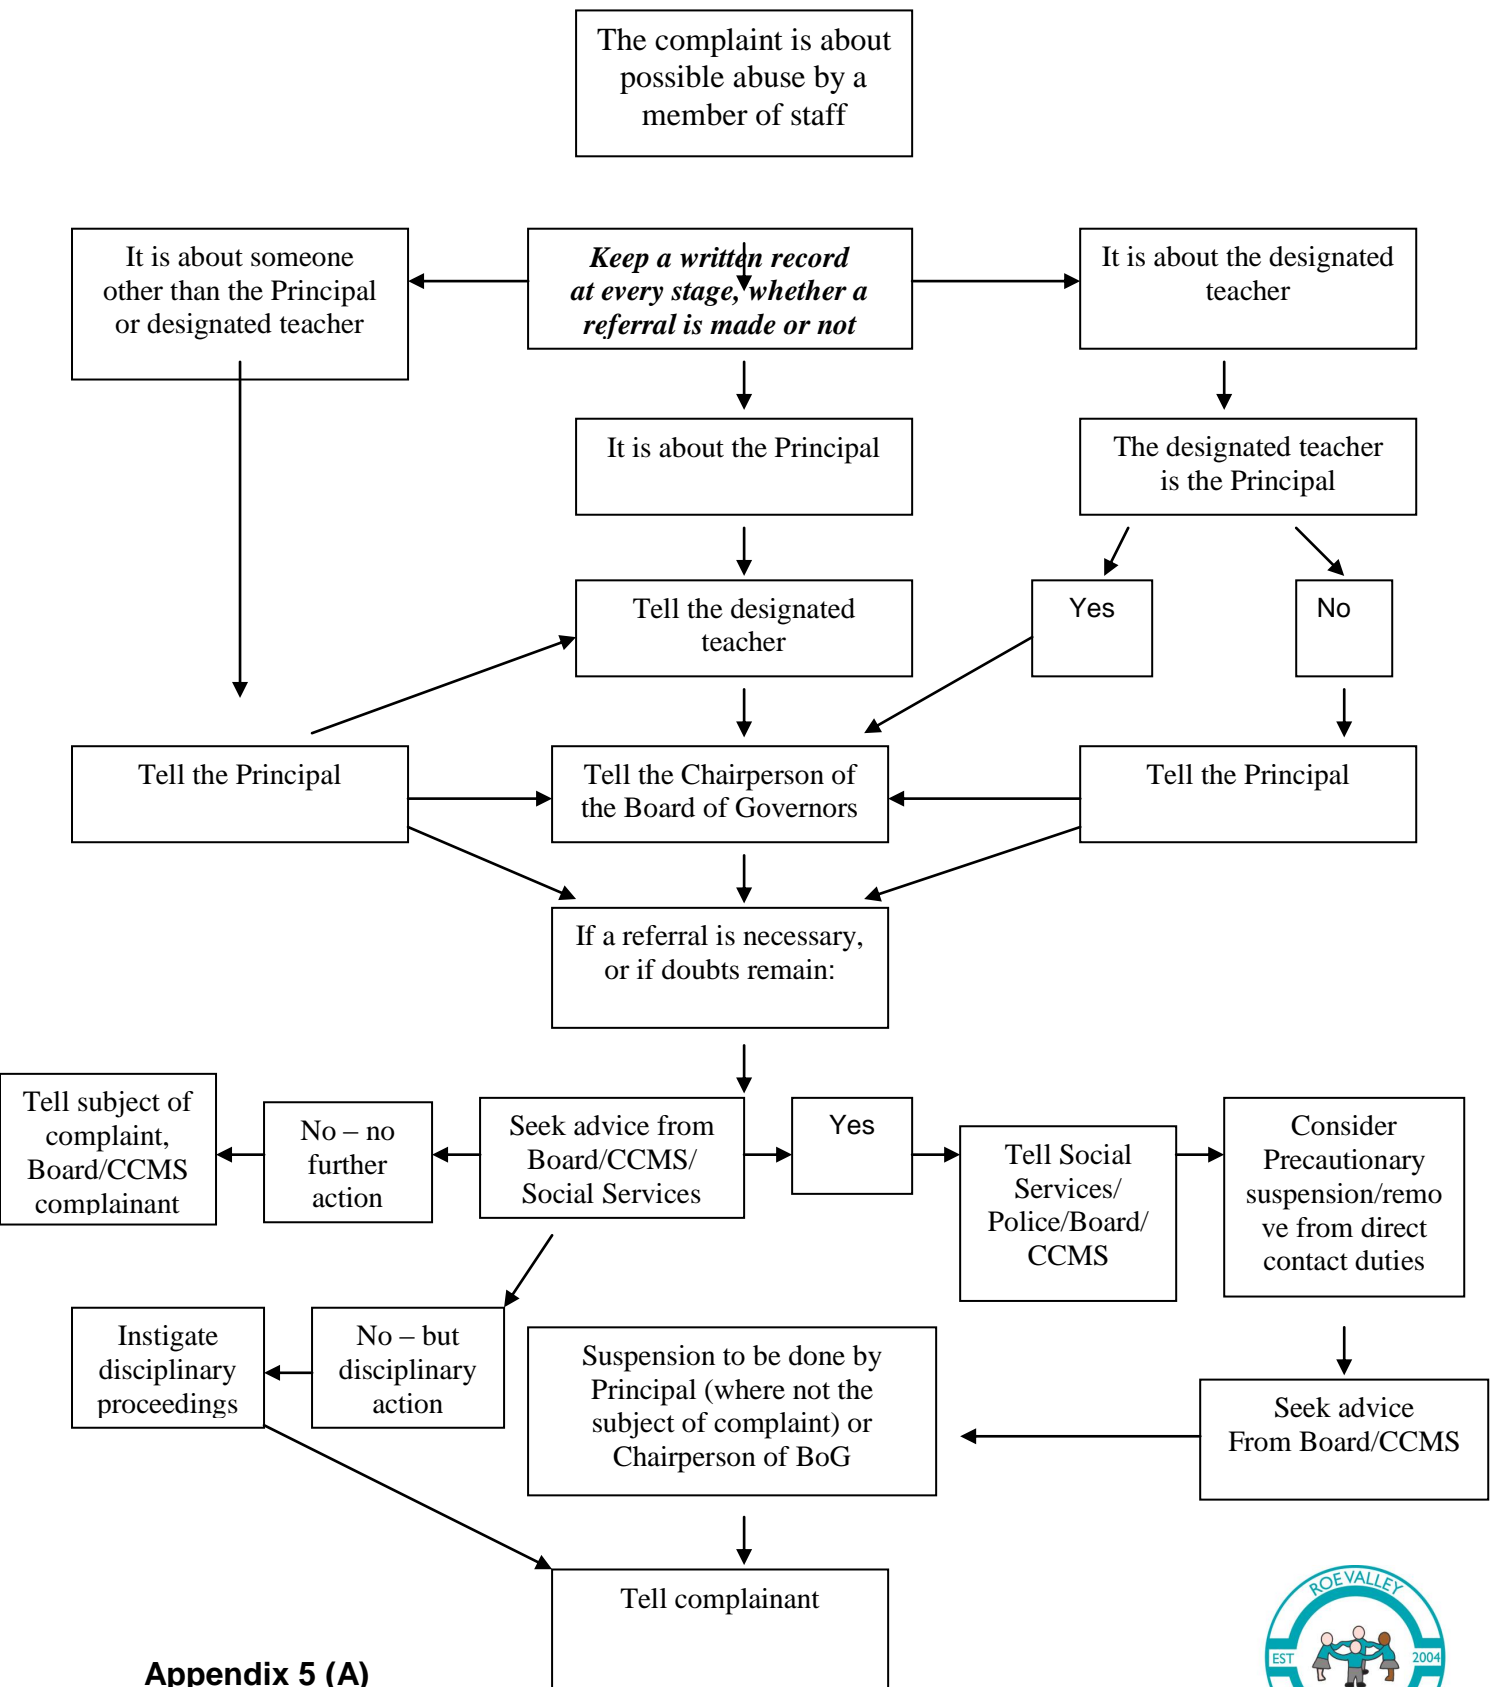 The complaint is about
possible abuse by a
member of staff
It is about someone
other than the Principal
or designated teacher
Keep a written record
at every stage, whether a
referral is made or not
It is about the designated
teacher
It is about the Principal
The designated teacher
is the Principal
Tell the designated
teacher
Yes
No
Tell the Principal
Tell the Chairperson of
the Board of Governors
Tell the Principal
If a referral is necessary,
or if doubts remain:
Tell subject of
complaint,
Board/CCMS
complainant
No – no
further
action
Seek advice from
Board/CCMS/
Social Services
Yes
Tell Social
Services/
Police/Board/
CCMS
Consider
Precautionary
suspension/remo
ve from direct
contact duties
Instigate
disciplinary
proceedings
No – but
disciplinary
action
Suspension to be done by
Principal (where not the
subject of complaint) or
Chairperson of BoG
Seek advice
From Board/CCMS
Tell complainant
Appendix 5 (A)
ROE VALLEY
EST 2004